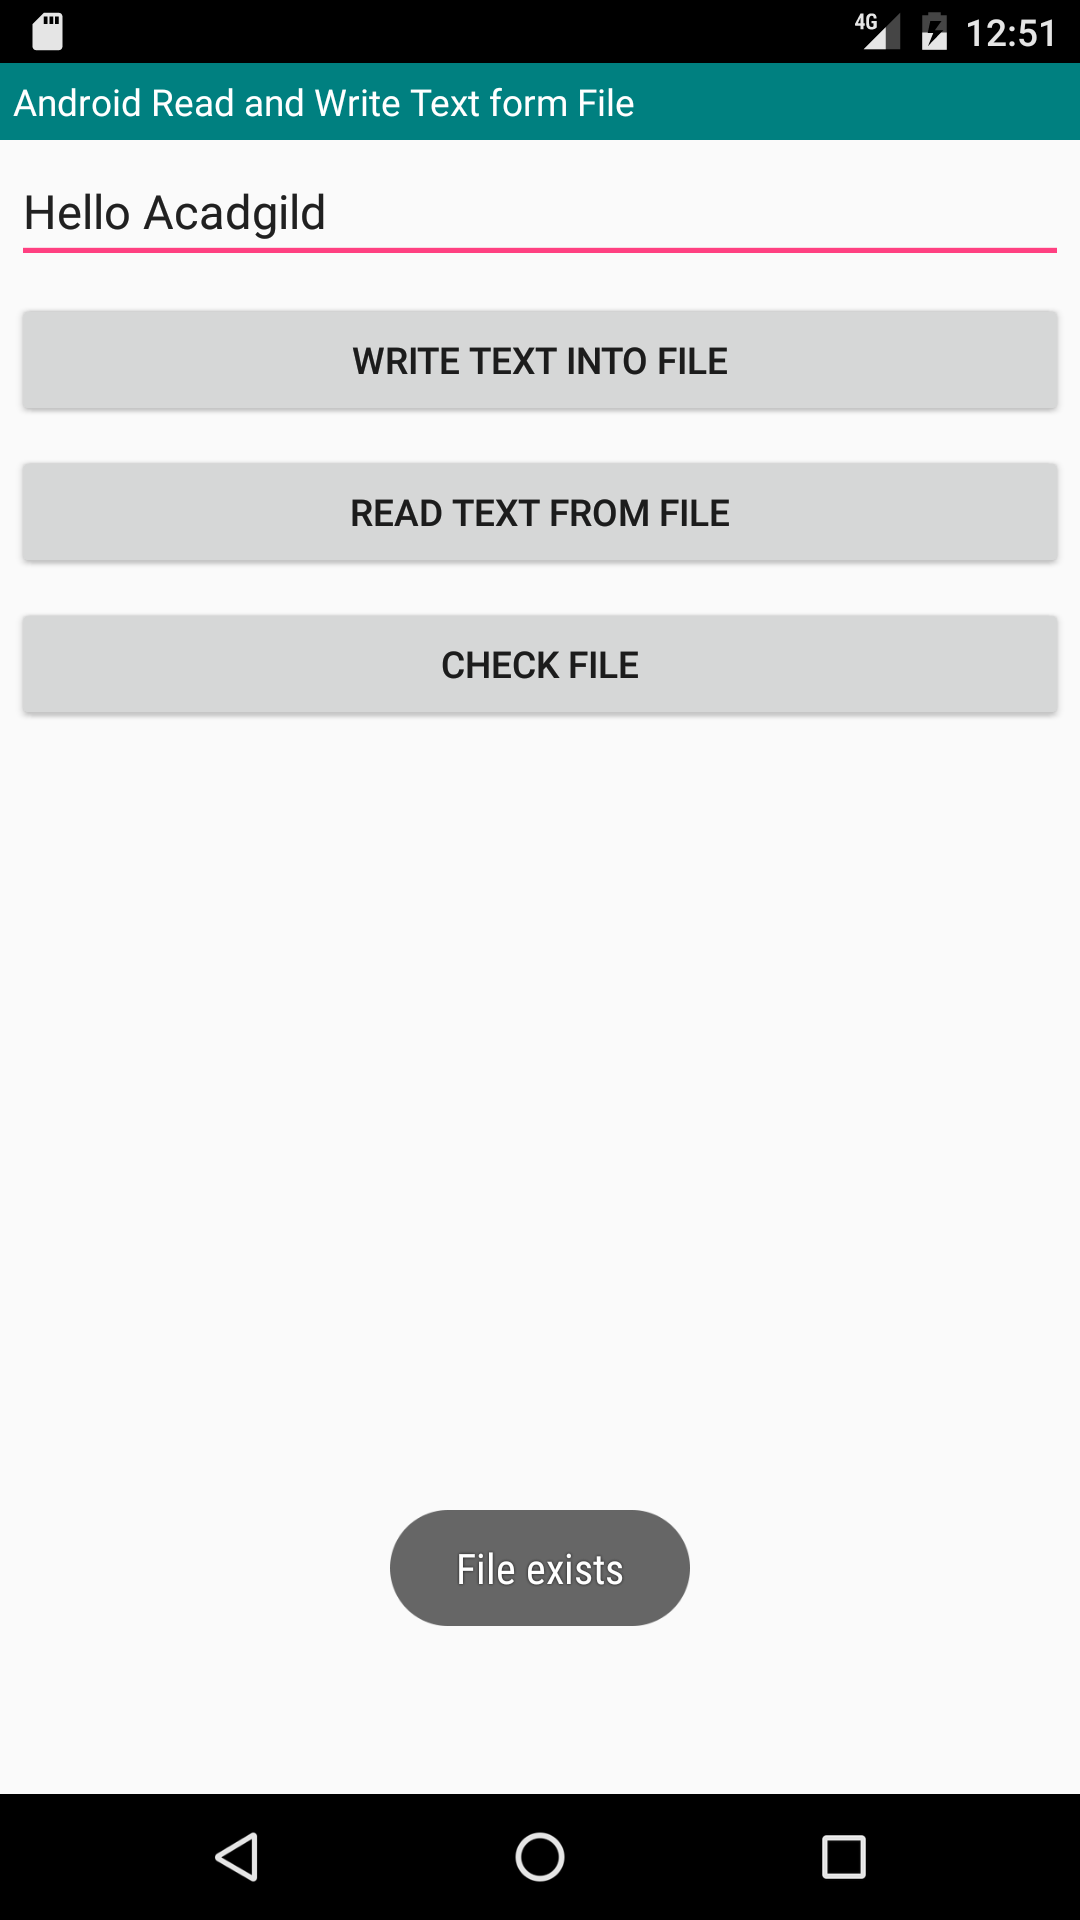 4G 12:51
Android Read and Write Text form File
Hello Acadgild
WRITE TEXT INTO FILE
READ TEXT FROM FILE
CHECK FILE
File exists